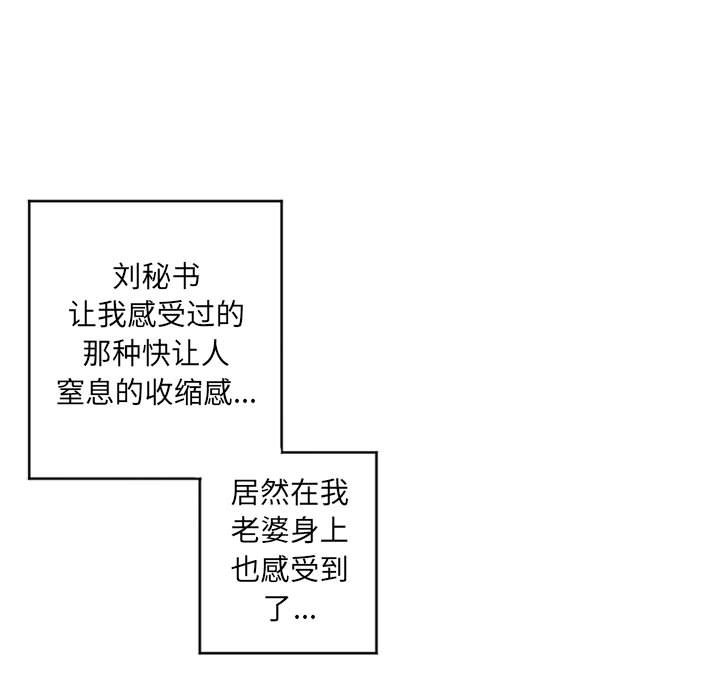 刘秘书
让我感受过的
那种快让人
窒息的收缩感...
居然在我
老婆身上
也感受到
了...